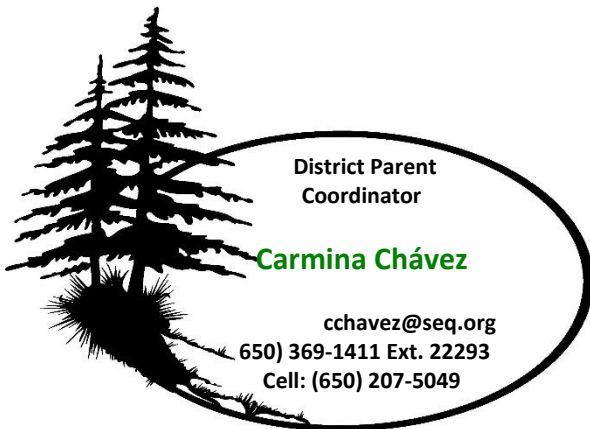 District Parent
Coordinator
Carmina Chávez
cchavez@seq.org
650) 369-1411 Ext. 22293
Cell: (650) 207-5049